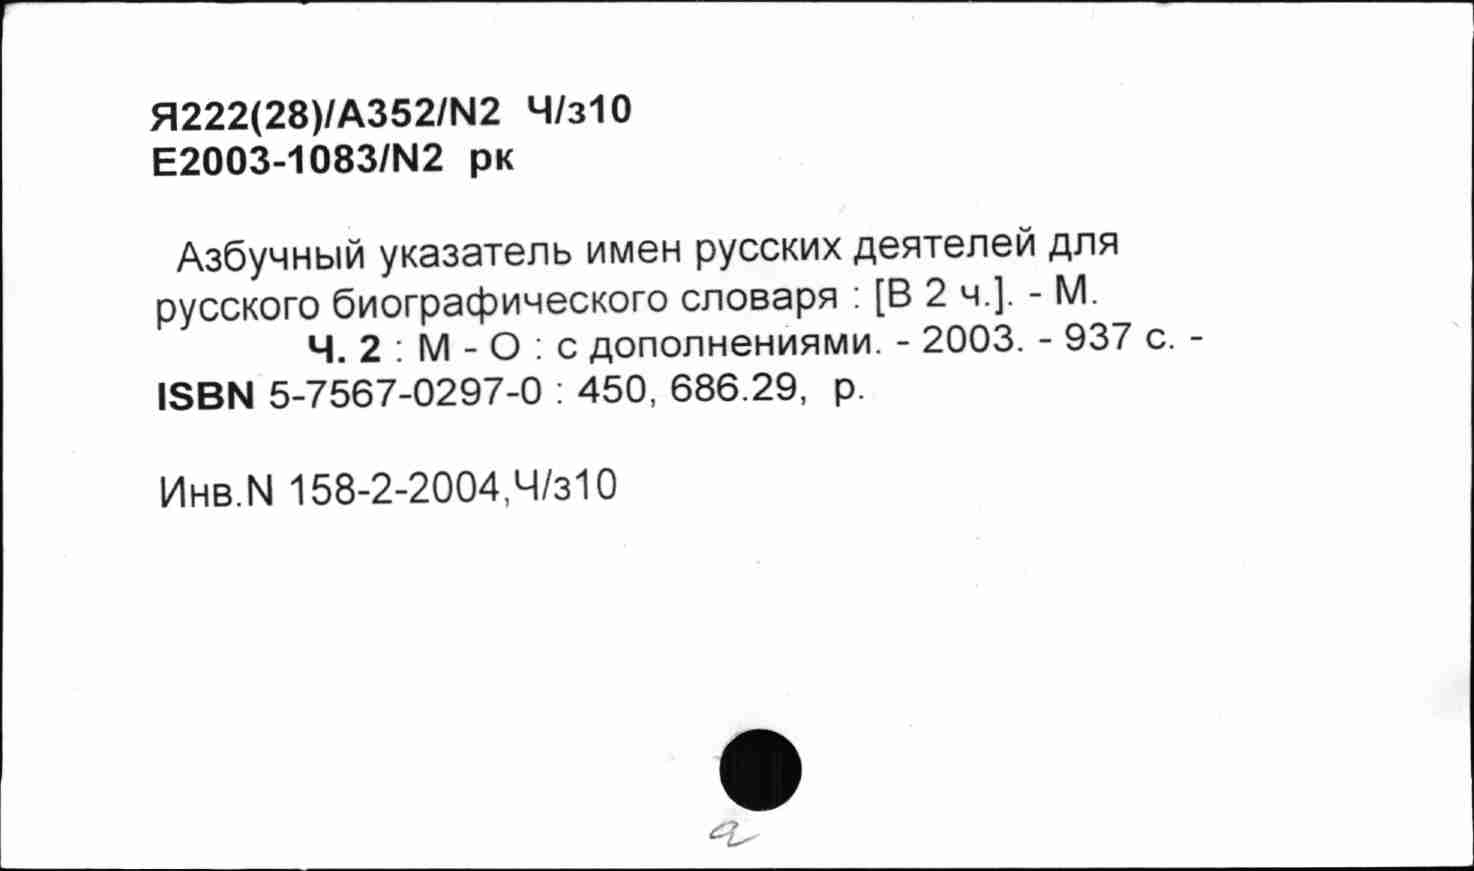 Я222(28)/А352/N2 Ч/з10
Е2003-1083/N2 рк
Азбучный указатель имен русских деятелей для
русского биографического словаря : [В 2 ч.]. - М.
Ч. 2 : М - О : с дополнениями. - 2003. - 937 с. -
ISBN 5-7567-0297-0 : 450, 686.29, р.
Инв.N 158-2-2004,Ч/з10